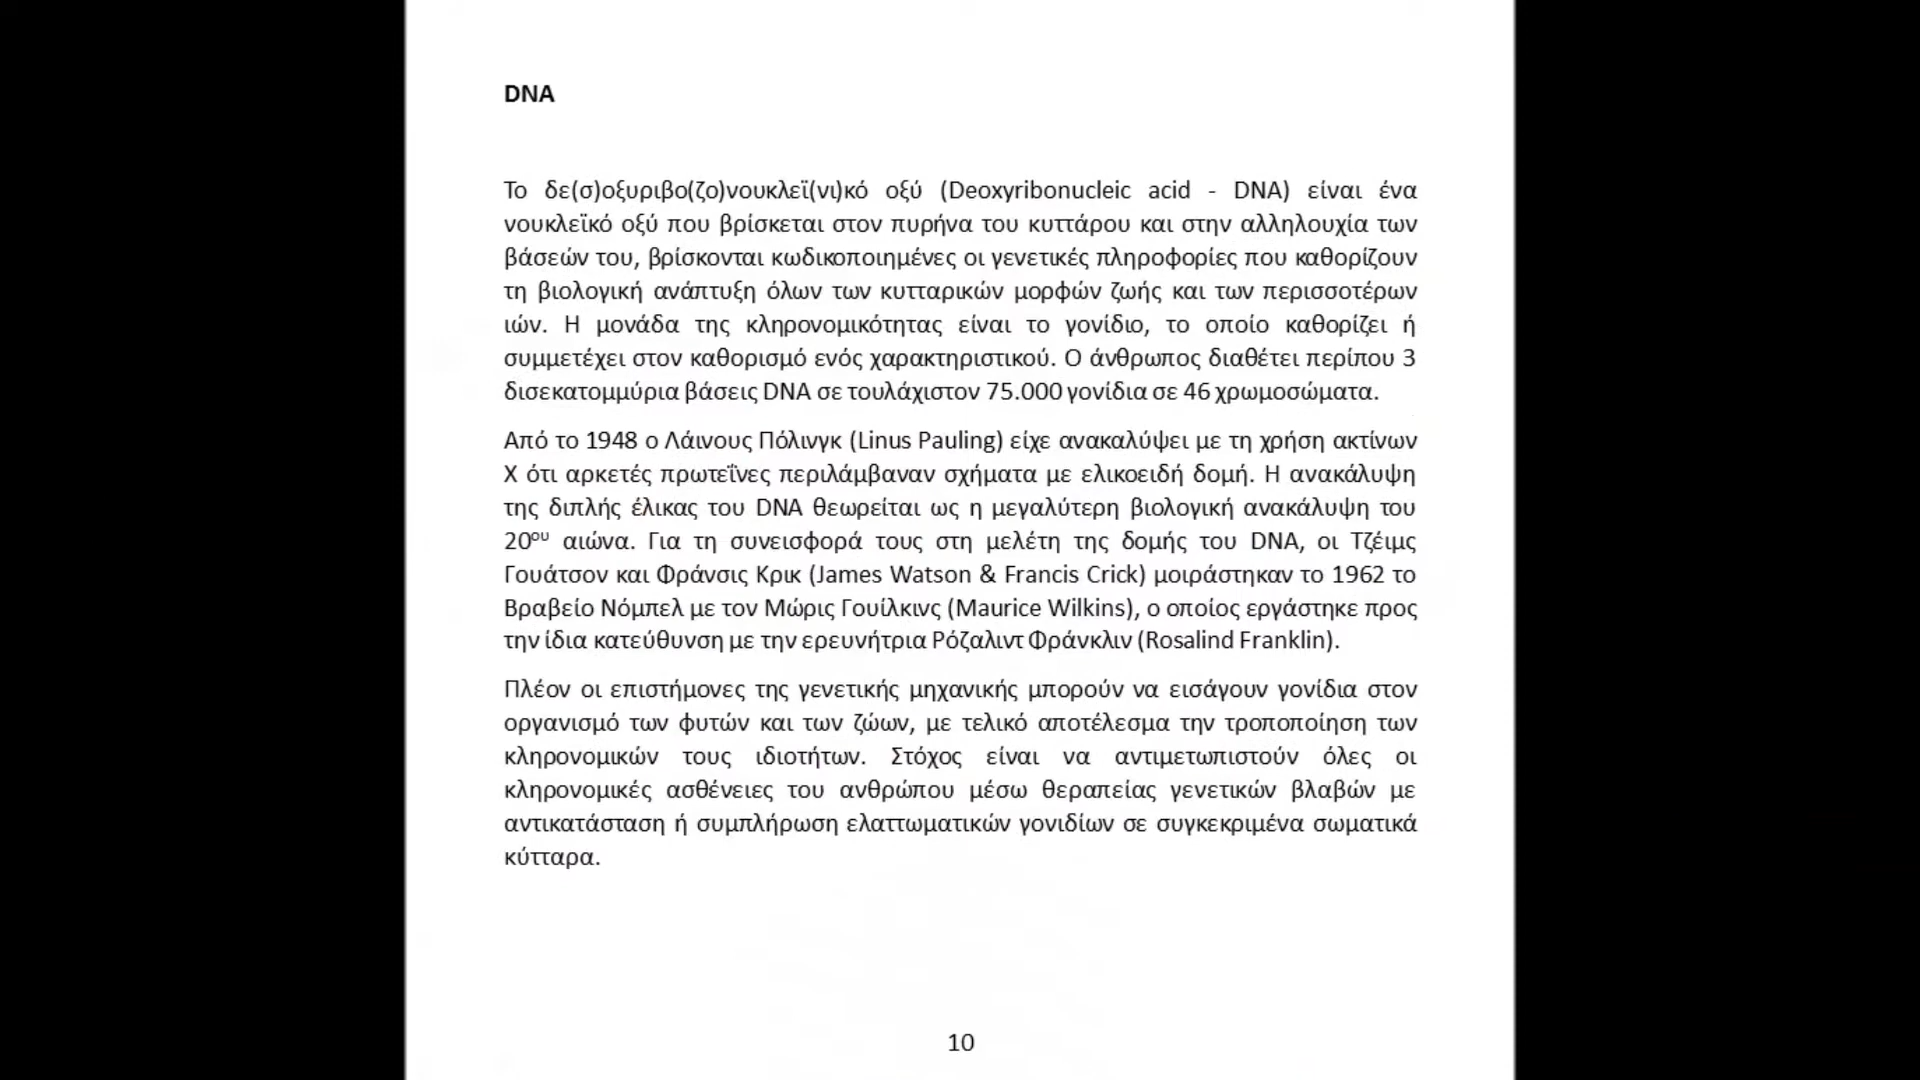 DNA
Το δε(σ)οξυριβο(ζο)νουκλεϊ(νι)κό οξύ (Deoxyribonucleic acid - DNA) είναι ένα
νουκλεϊκό οξύ που βρίσκεται στον πυρήνα του κυττάρου και στην αλληλουχία των
βάσεών του, βρίσκονται κωδικοποιημένες οι γενετικές πληροφορίες που καθορίζουν
τη βιολογική ανάπτυξη όλων των κυτταρικών μορφών ζωής και των περισσοτέρων
ιών. Η μονάδα της κληρονομικότητας είναι το γονίδιο, το οποίο καθορίζει ή
συμμετέχει στον καθορισμό ενός χαρακτηριστικού. Ο άνθρωπος διαθέτει περίπου 3
δισεκατομμύρια βάσεις DNA σε τουλάχιστον 75.000 γονίδια σε 46 χρωμοσώματα.
Από το 1948 ο Λάινους Πόλινγκ (Linus Pauling) είχε ανακαλύψει με τη χρήση ακτίνων
Χ ότι αρκετές πρωτεΐνες περιλάμβαναν σχήματα με ελικοειδή δομή. Η ανακάλυψη
της διπλής έλικας του DNA θεωρείται ως η μεγαλύτερη βιολογική ανακάλυψη του
20ου αιώνα. Για τη συνεισφορά τους στη μελέτη της δομής του DNA, οι Τζέιμς
Γουάτσον και Φράνσις Κρικ (James Watson & Francis Crick) μοιράστηκαν το 1962 το
Βραβείο Νόμπελ με τον Μώρις Γουίλκινς (Maurice Wilkins), ο οποίος εργάστηκε προς
την ίδια κατεύθυνση με την ερευνήτρια Ρόζαλιντ Φράνκλιν (Rosalind Franklin).
Πλέον οι επιστήμονες της γενετικής μηχανικής μπορούν να εισάγουν γονίδια στον
οργανισμό των φυτών και των ζώων, με τελικό αποτέλεσμα την τροποποίηση των
κληρονομικών τους ιδιοτήτων. Στόχος είναι να αντιμετωπιστούν όλες οι
κληρονομικές ασθένειες του ανθρώπου μέσω θεραπείας γενετικών βλαβών με
αντικατάσταση ή συμπλήρωση ελαττωματικών γονιδίων σε συγκεκριμένα σωματικά
κύτταρα.
10